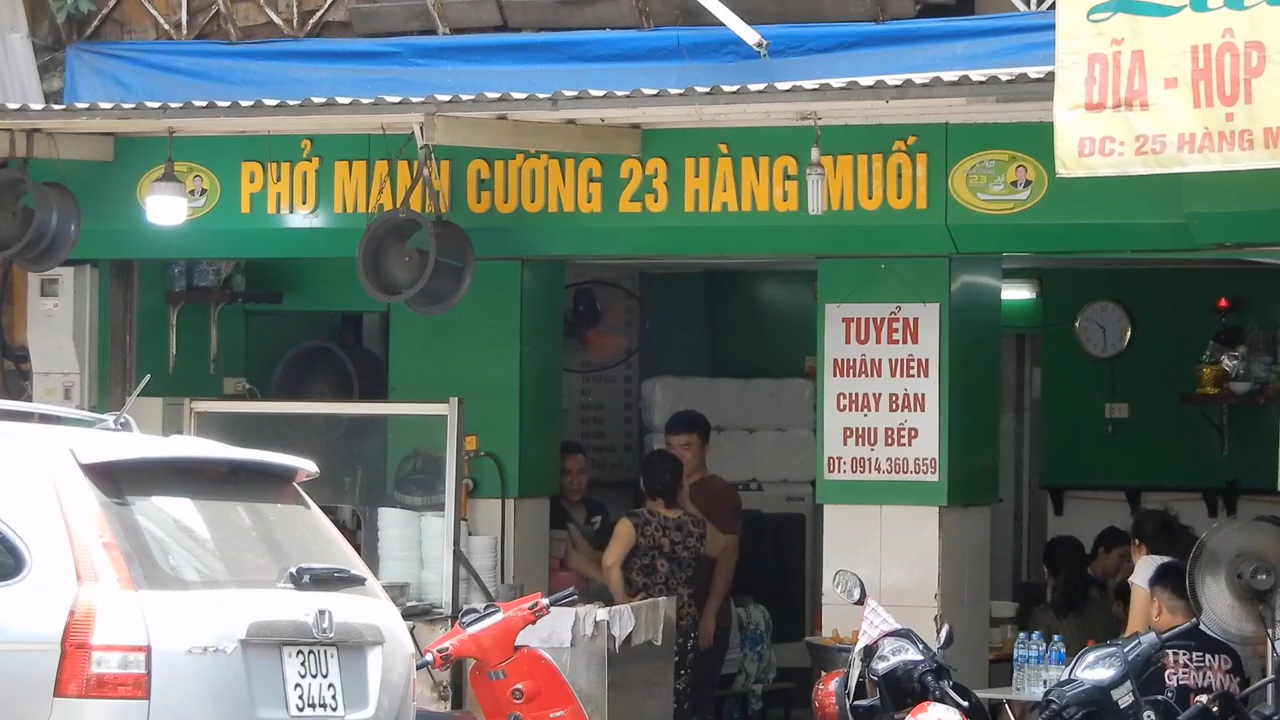 PHỞ MẠNH CƯỜNG 23 HÀNG MUỐI
23
ĐĨA - HỘP
ĐC: 25 HÀNG M
TUYỂN
NHÂN VIÊN
CHẠY BÀN
PHỤ BẾP
ĐT: 0914.360.659
30U
3443
TREND
GENANX